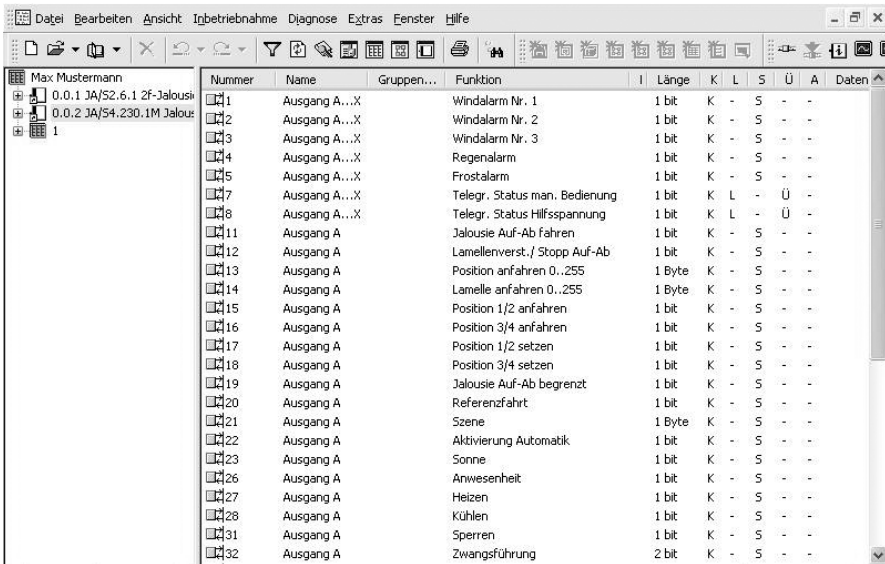 Datei Bearbeiten Ansicht Inbetriebnahme Diagnose Extras Fenster Hilfe
Max Mustermann
0.0.1 JA/S2.6.1 2f-Jalousi
0.0.2 JA/S4.230.1M Jalous
1
Nummer Name Gruppen... Funktion Länge K L S Ü A Daten
1 Ausgang A...X Windalarm Nr. 1 1 bit K - S - -
2 Ausgang A...X Windalarm Nr. 2 1 bit K - S - -
3 Ausgang A...X Windalarm Nr. 3 1 bit K - S - -
4 Ausgang A...X Regenalarm 1 bit K - S - -
5 Ausgang A...X Frostalarm 1 bit K - S - -
7 Ausgang A...X Telegr. Status man. Bedienung 1 bit K L - Ü -
8 Ausgang A...X Telegr. Status Hilfsspannung 1 bit K L - Ü -
11 Ausgang A Jalousie Auf-Ab fahren 1 bit K - S - -
12 Ausgang A Lamellenverst./ Stopp Auf-Ab 1 bit K - S - -
13 Ausgang A Position anfahren 0..255 1 Byte K - S - -
14 Ausgang A Lamelle anfahren 0..255 1 Byte K - S - -
15 Ausgang A Position 1/2 anfahren 1 bit K - S - -
16 Ausgang A Position 3/4 anfahren 1 bit K - S - -
17 Ausgang A Position 1/2 setzen 1 bit K - S - -
18 Ausgang A Position 3/4 setzen 1 bit K - S - -
19 Ausgang A Jalousie Auf-Ab begrenzt 1 bit K - S - -
20 Ausgang A Referenzfahrt 1 bit K - S - -
21 Ausgang A Szene 1 Byte K - S - -
22 Ausgang A Aktivierung Automatik 1 bit K - S - -
23 Ausgang A Sonne 1 bit K - S - -
26 Ausgang A Anwesenheit 1 bit K - S - -
27 Ausgang A Heizen 1 bit K - S - -
28 Ausgang A Kühlen 1 bit K - S - -
31 Ausgang A Sperren 1 bit K - S - -
32 Ausgang A Zwangsführung 2 bit K - S - -